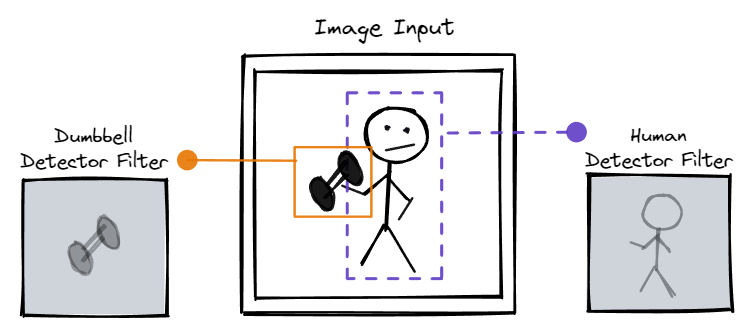 Image Input
Dumbbell
Detector Filter
Human
Detector Filter